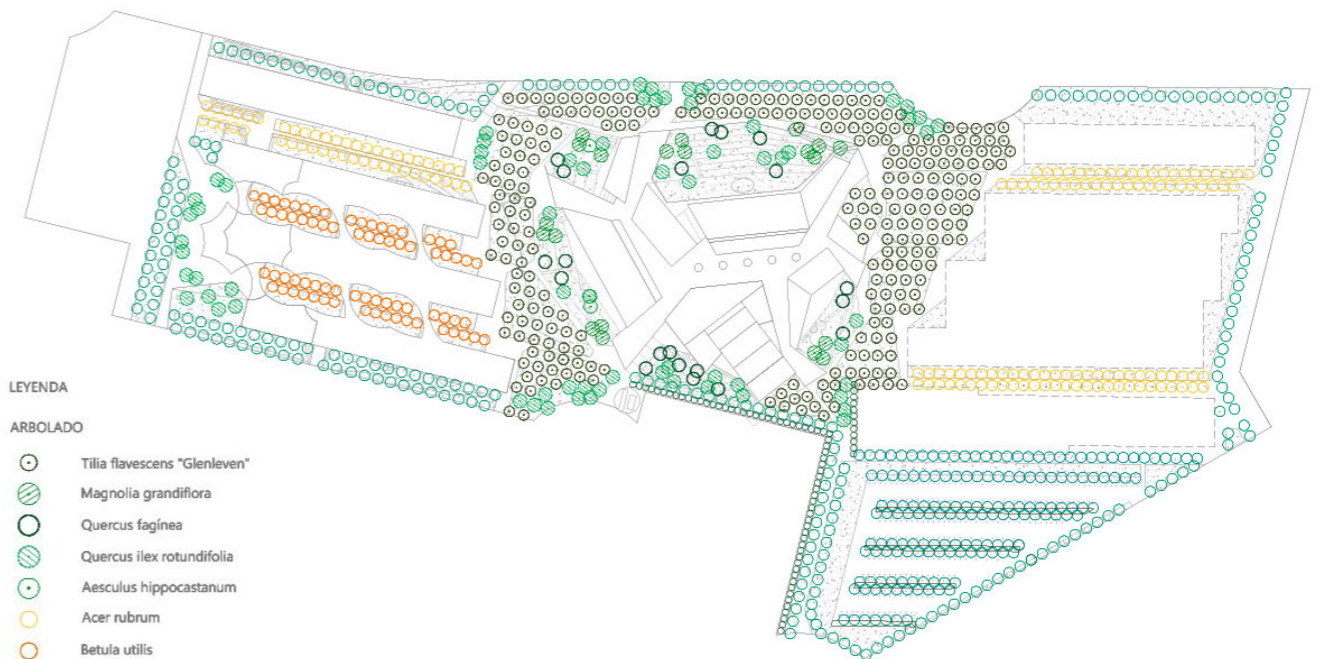 LEYENDA
ARBOLADO
Tilia flavescens "Glenleven"
Magnolia grandiflora
Quercus fagínea
Quercus ilex rotundifolia
Aesculus hippocastanum
Acer rubrum
Betula utilis